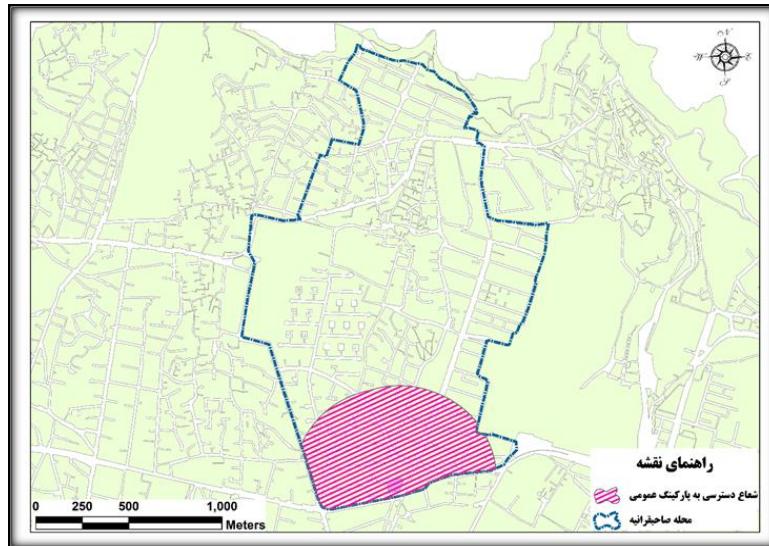 N
W E
S
راهنمای نقشه
شعاع دسترسی به پارکینگ عمومی
محله صاحبقرانیه
0 250 500 1,000
Meters